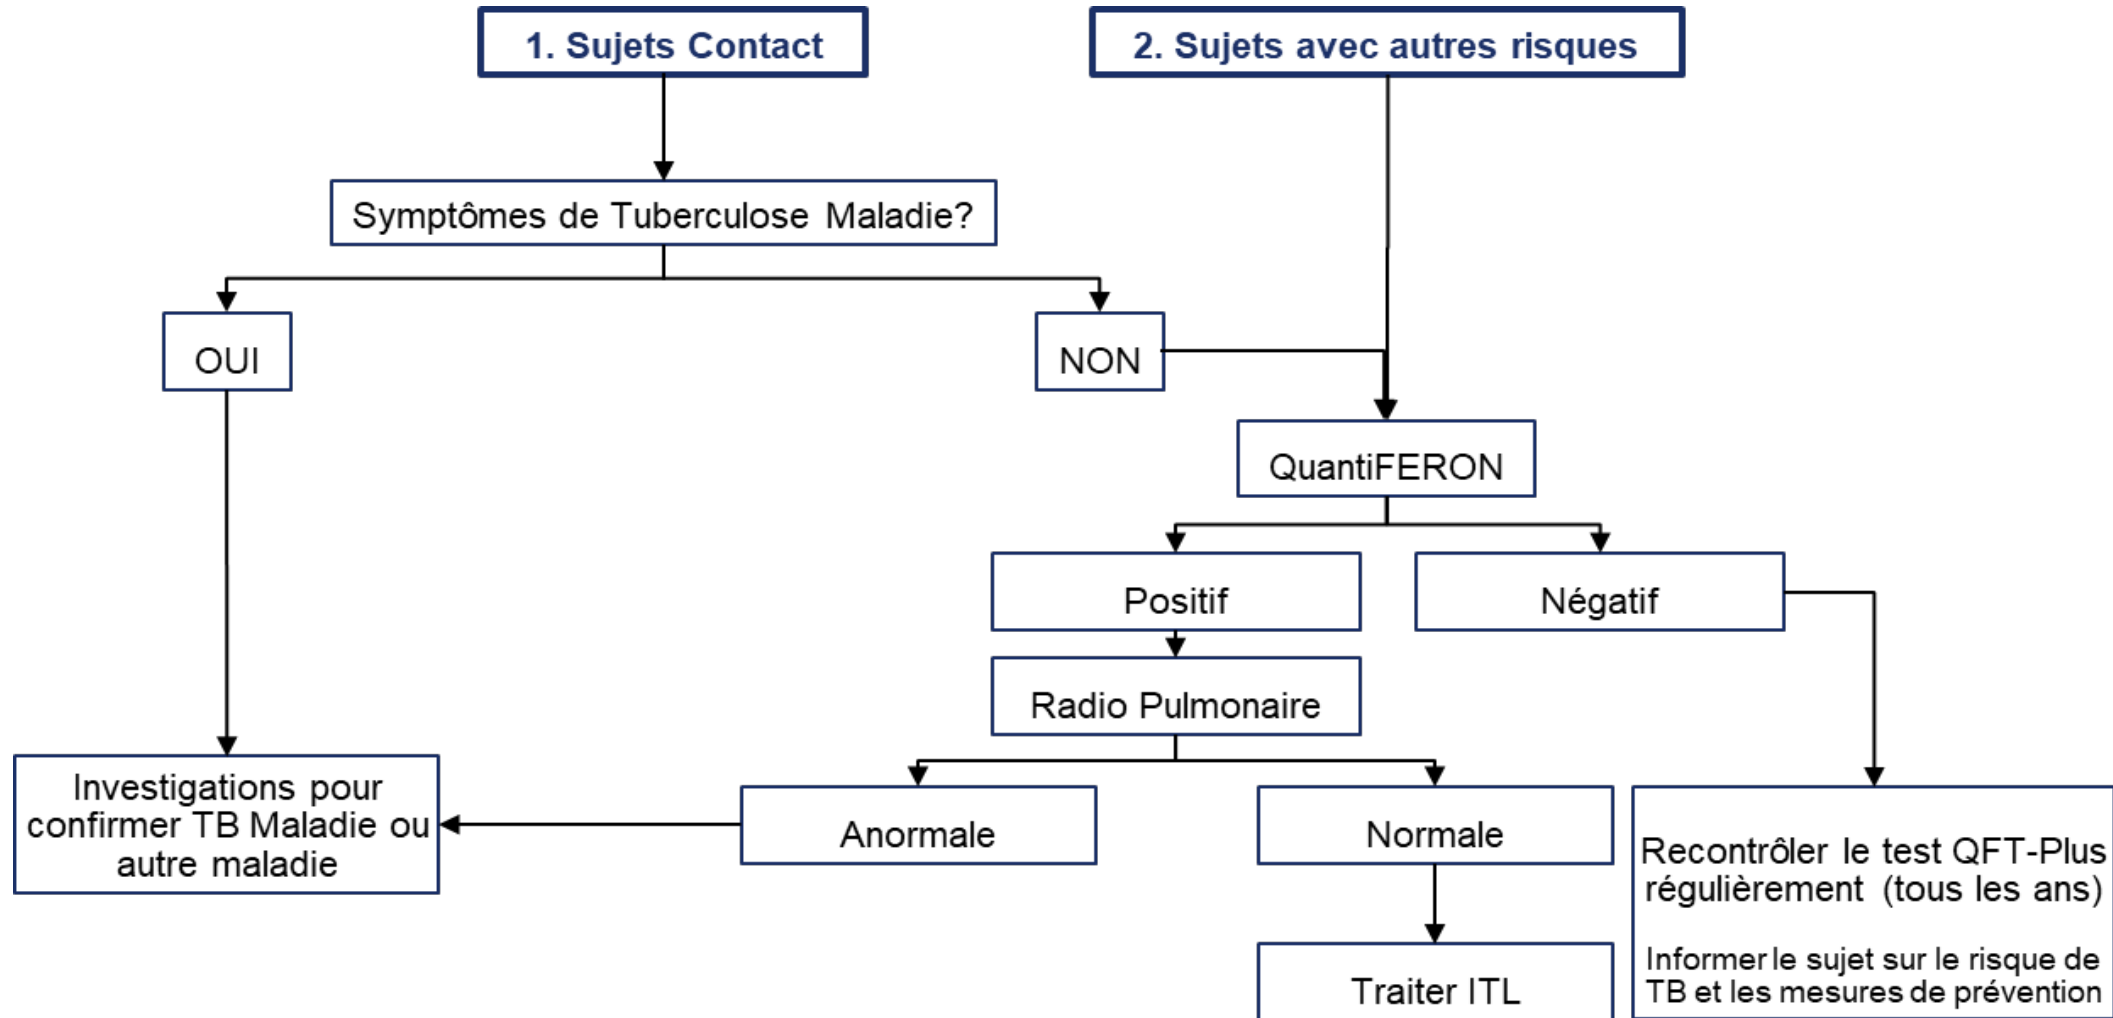 1. Sujets Contact
2. Sujets avec autres risques
Symptômes de Tuberculose Maladie?
OUI
NON
QuantiFERON
Positif
Négatif
Radio Pulmonaire
Investigations pour
confirmer TB Maladie ou
autre maladie
Anormale
Normale
Recontrôler le test QFT-Plus
régulièrement (tous les ans)
Informer le sujet sur le risque de
TB et les mesures de prévention
Traiter ITL